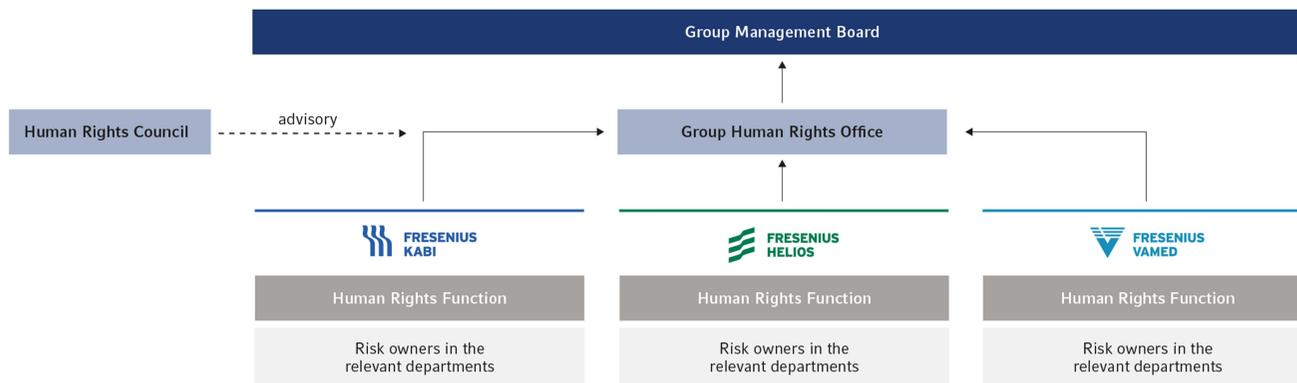 Group Management Board
advisory
Human Rights Council
Group Human Rights Office
FRESENIUS
KABI
FRESENIUS
HELIOS
FRESENIUS
VAMED
Human Rights Function
Human Rights Function
Human Rights Function
Risk owners in the
relevant departments
Risk owners in the
relevant departments
Risk owners in the
relevant departments